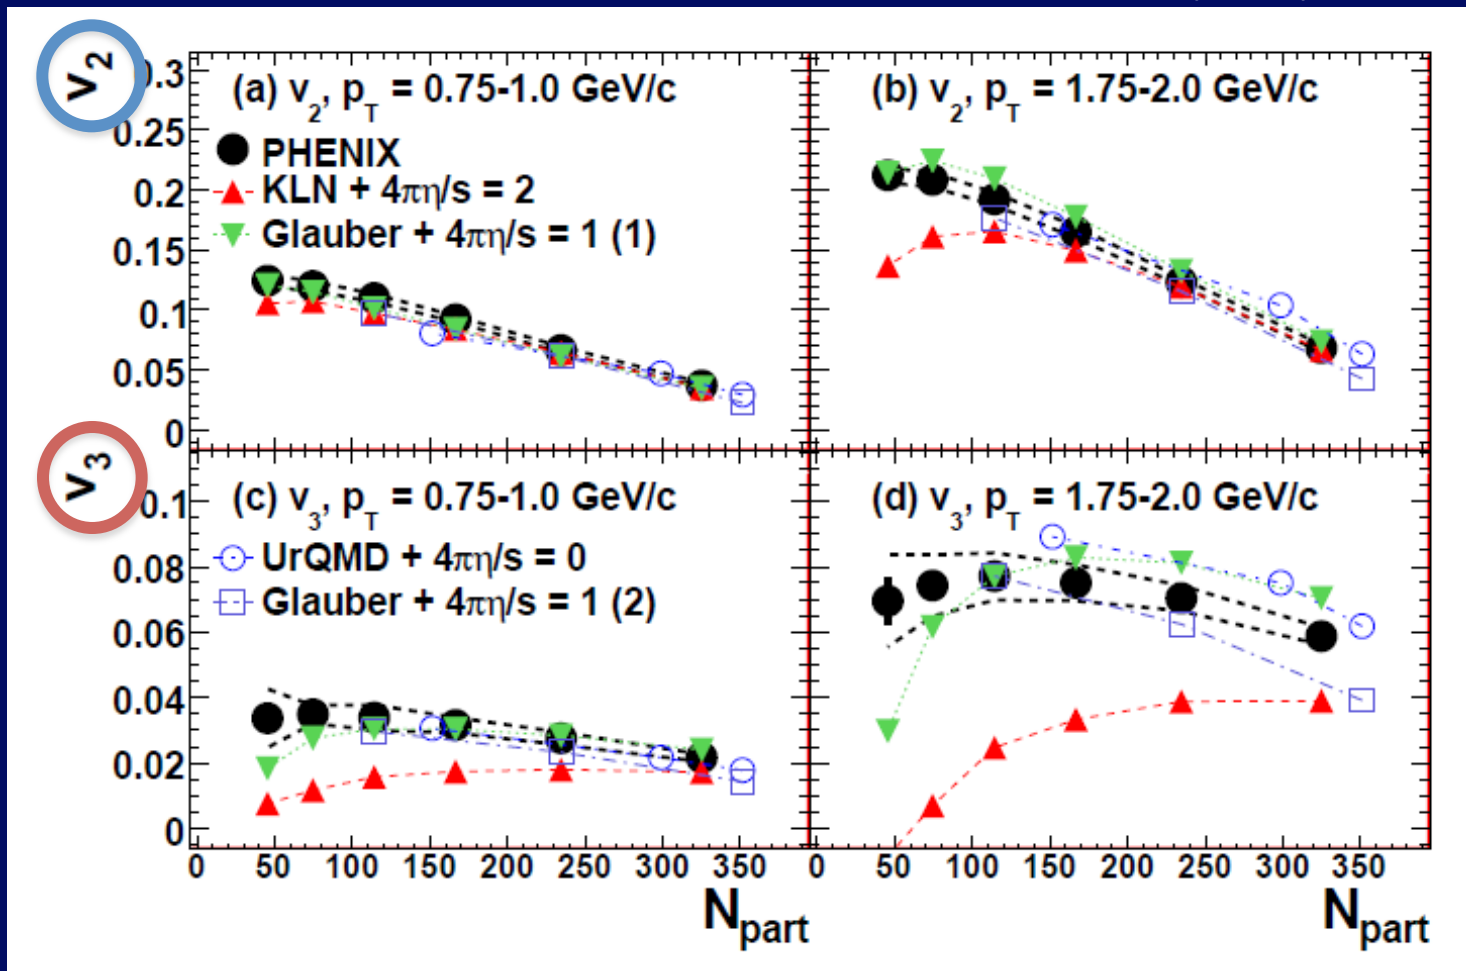 v2
0.3
0.25
0.2
0.15
0.1
0.05
0
(a) v2, pT = 0.75-1.0 GeV/c
PHENIX
KLN + 4πη/s = 2
Glauber + 4πη/s = 1 (1)
(b) v2, pT = 1.75-2.0 GeV/c
v3
0.1
0.08
0.06
0.04
0.02
0
(c) v3, pT = 0.75-1.0 GeV/c
UrQMD + 4πη/s = 0
Glauber + 4πη/s = 1 (2)
(d) v3, pT = 1.75-2.0 GeV/c
0 50 100 150 200 250 300 350 0 50 100 150 200 250 300 350
Npart Npart